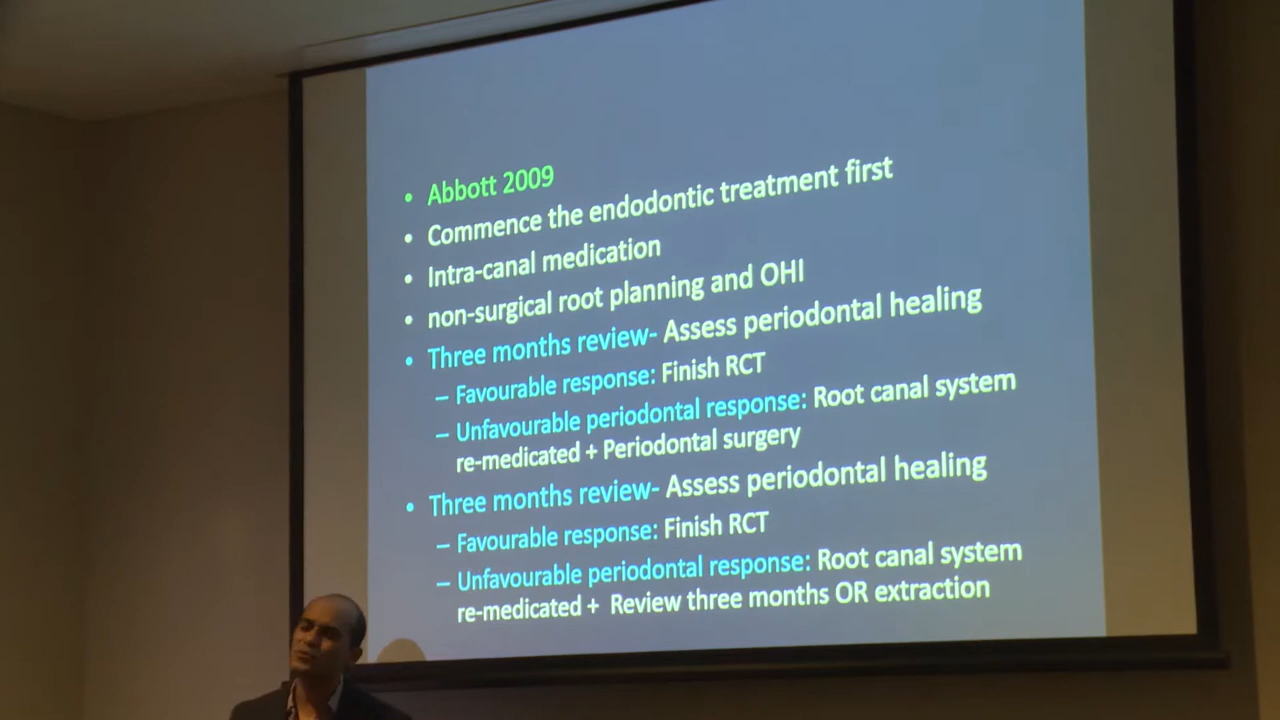 • Abbott 2009
• Commence the endodontic treatment first
• Intra-canal medication
• non-surgical root planning and OHI
• Three months review- Assess periodontal healing
– Favourable response: Finish RCT
– Unfavourable periodontal response: Root canal system
re-medicated + Periodontal surgery
• Three months review- Assess periodontal healing
– Favourable response: Finish RCT
– Unfavourable periodontal response: Root canal system
re-medicated + Review three months OR extraction